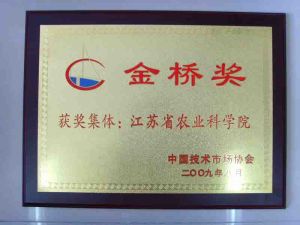 金桥奖
获奖集体：江苏省农业科学院
中国技术市场协会
二〇〇九年八月